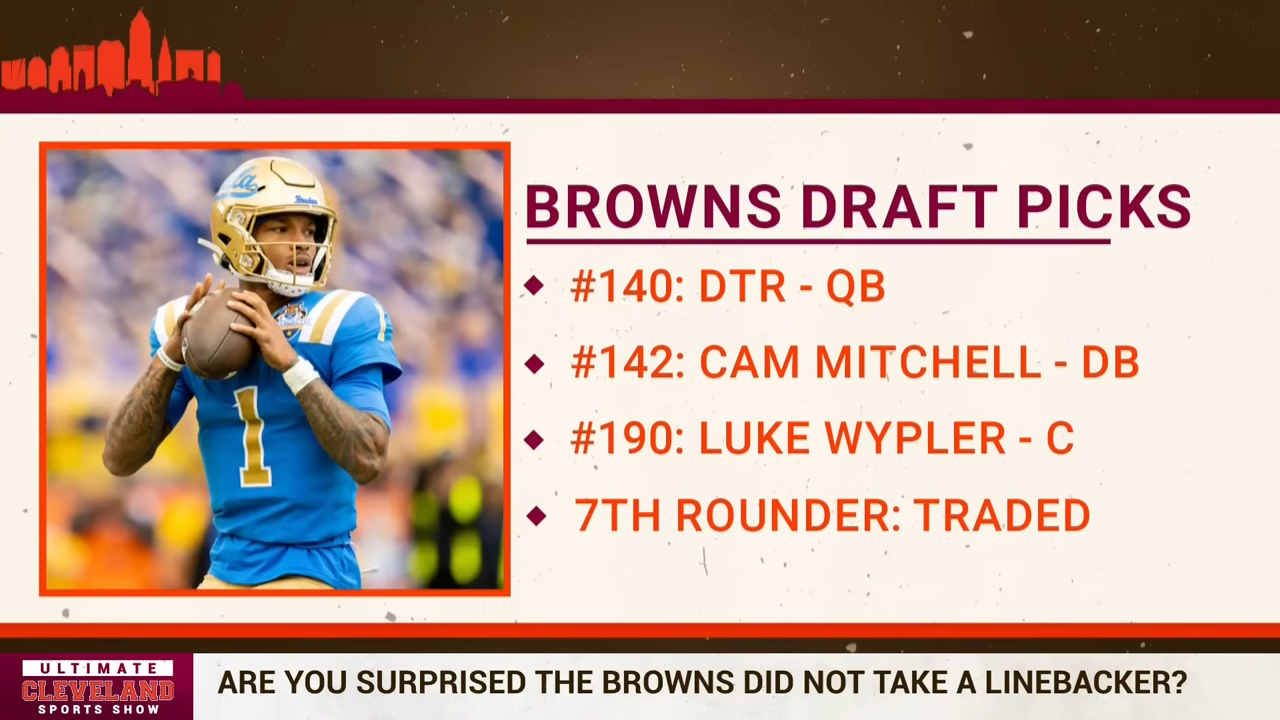 BROWNS DRAFT PICKS
#140: DTR - QB
#142: CAM MITCHELL - DB
#190: LUKE WYPLER - C
7TH ROUNDER: TRADED
1
ULTIMATE
CLEVELAND
SPORTS SHOW
ARE YOU SURPRISED THE BROWNS DID NOT TAKE A LINEBACKER?